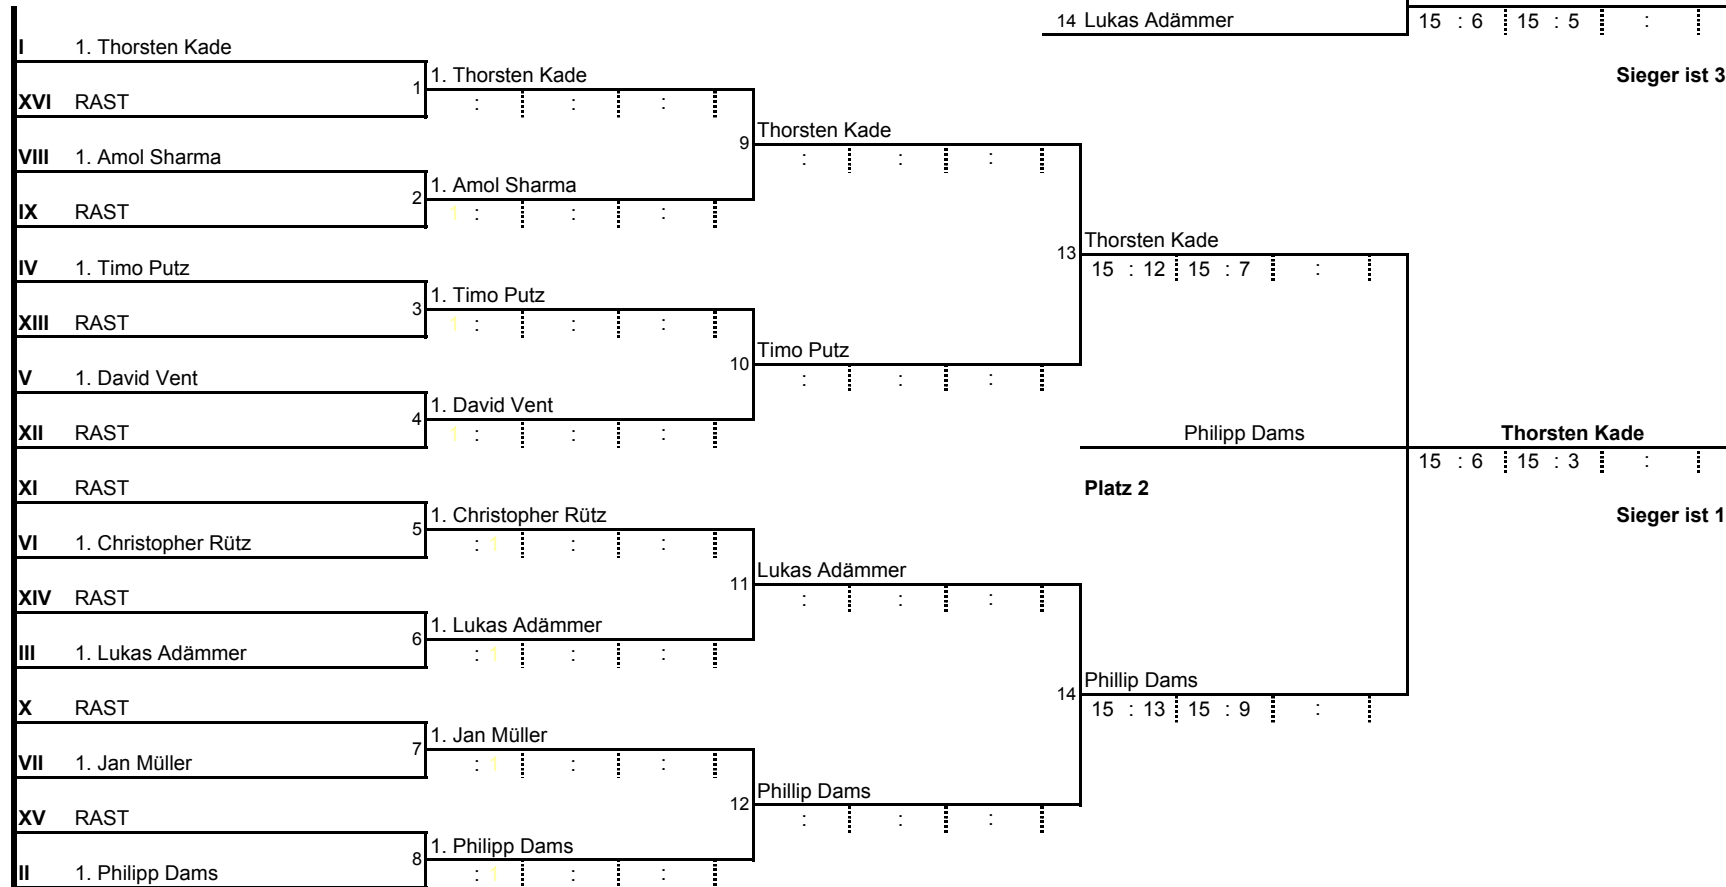 14 Lukas Adämmer
15 : 6 15 : 5 :
I 1. Thorsten Kade
1 1. Thorsten Kade
Sieger ist 3
XVI RAST
: : :
9 Thorsten Kade
VIII 1. Amol Sharma
: : :
2 1. Amol Sharma
IX RAST
1 : : :
13 Thorsten Kade
IV 1. Timo Putz
15 : 12 15 : 7 :
3 1. Timo Putz
XIII RAST
1 : : :
10 Timo Putz
V 1. David Vent
: : :
4 1. David Vent
XII RAST
1 : : :
Philipp Dams
Thorsten Kade
15 : 6 15 : 3 :
XI RAST
Platz 2
5 1. Christopher Rütz
Sieger ist 1
VI 1. Christopher Rütz
: 1 : :
11 Lukas Adämmer
XIV RAST
: : :
6 1. Lukas Adämmer
III 1. Lukas Adämmer
: 1 : :
14 Phillip Dams
X RAST
15 : 13 15 : 9 :
7 1. Jan Müller
VII 1. Jan Müller
: 1 : :
12 Phillip Dams
XV RAST
: : :
8 1. Philipp Dams
II 1. Philipp Dams
: 1 : :